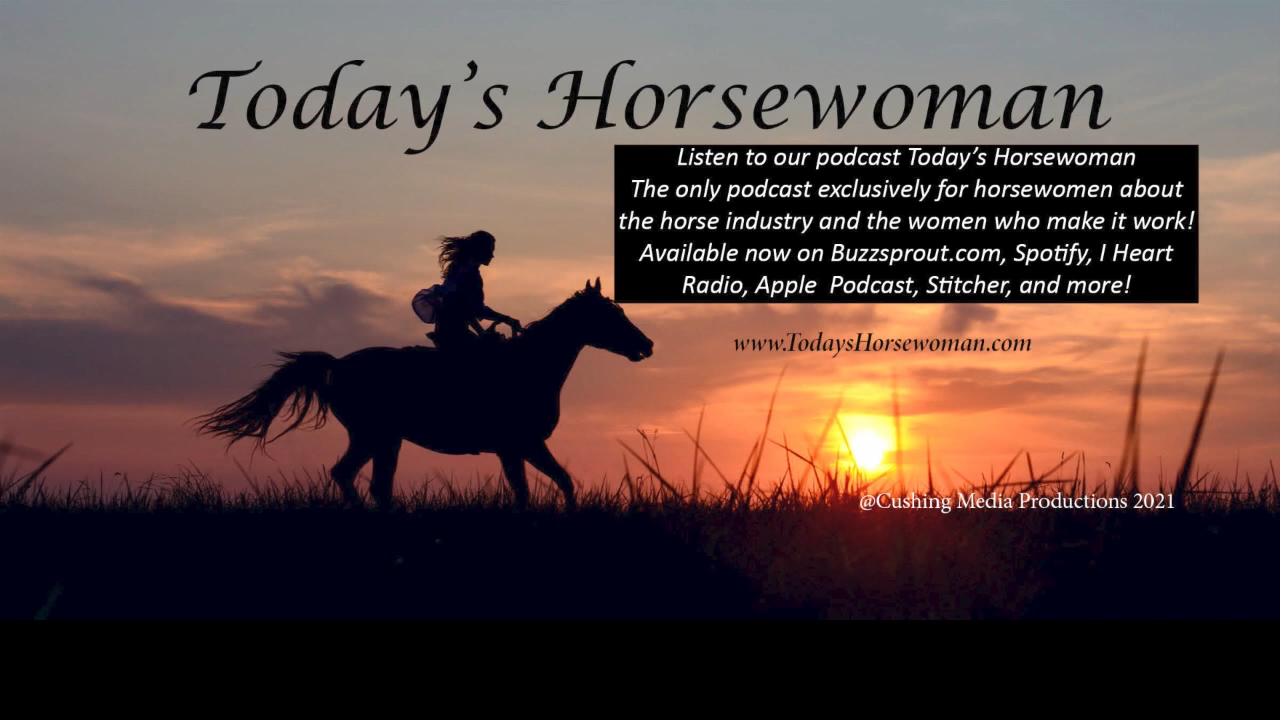 Today's Horsewoman
Listen to our podcast Today's Horsewoman
The only podcast exclusively for horsewomen about
the horse industry and the women who make it work!
Available now on Buzzsprout.com, Spotify, I Heart
Radio, Apple  Podcast, Stitcher, and more!
www.TodaysHorsewoman.com
@Cushing Media Productions 2021